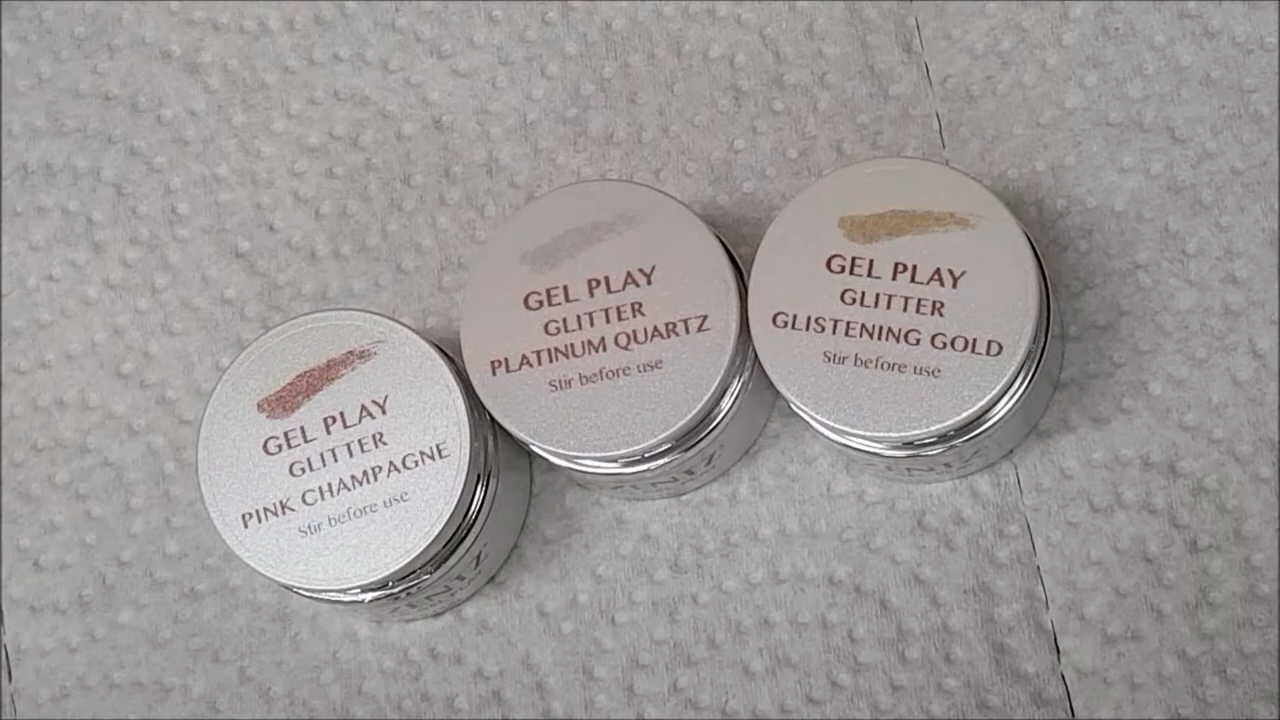 GEL PLAY
GLITTER
PINK CHAMPAGNE
Stir before use
GEL PLAY
GLITTER
PLATINUM QUARTZ
Stir before use
GEL PLAY
GLITTER
GLISTENING GOLD
Stir before use